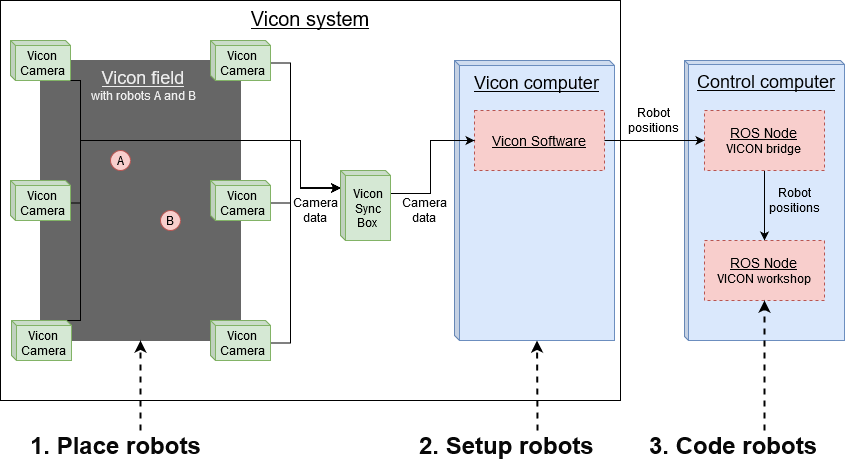 Vicon system
Vicon
Camera
Vicon field
with robots A and B
Vicon
Camera
A
Vicon
Camera
B
Vicon
Camera
Vicon
Camera
Vicon
Camera
Camera
data
Vicon
Sync
Box
Camera
data
Vicon computer
Vicon Software
Robot
positions
Control computer
ROS Node
VICON bridge
Robot
positions
ROS Node
VICON workshop
1. Place robots
2. Setup robots
3. Code robots